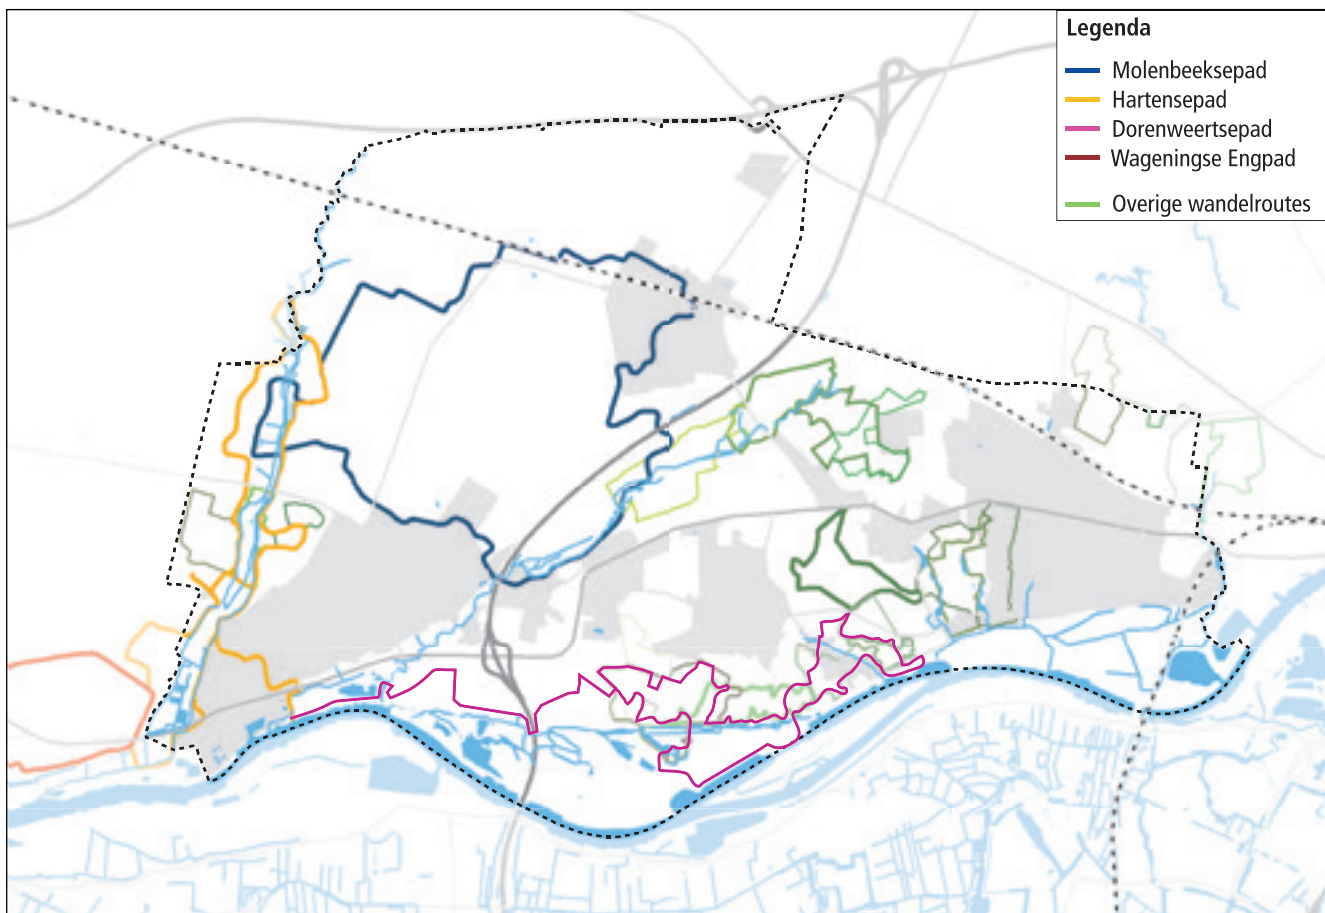 Legenda
Molenbeeksepad
Hartensepad
Dorenweertsepad
Wageningse Engpad
Overige wandelroutes